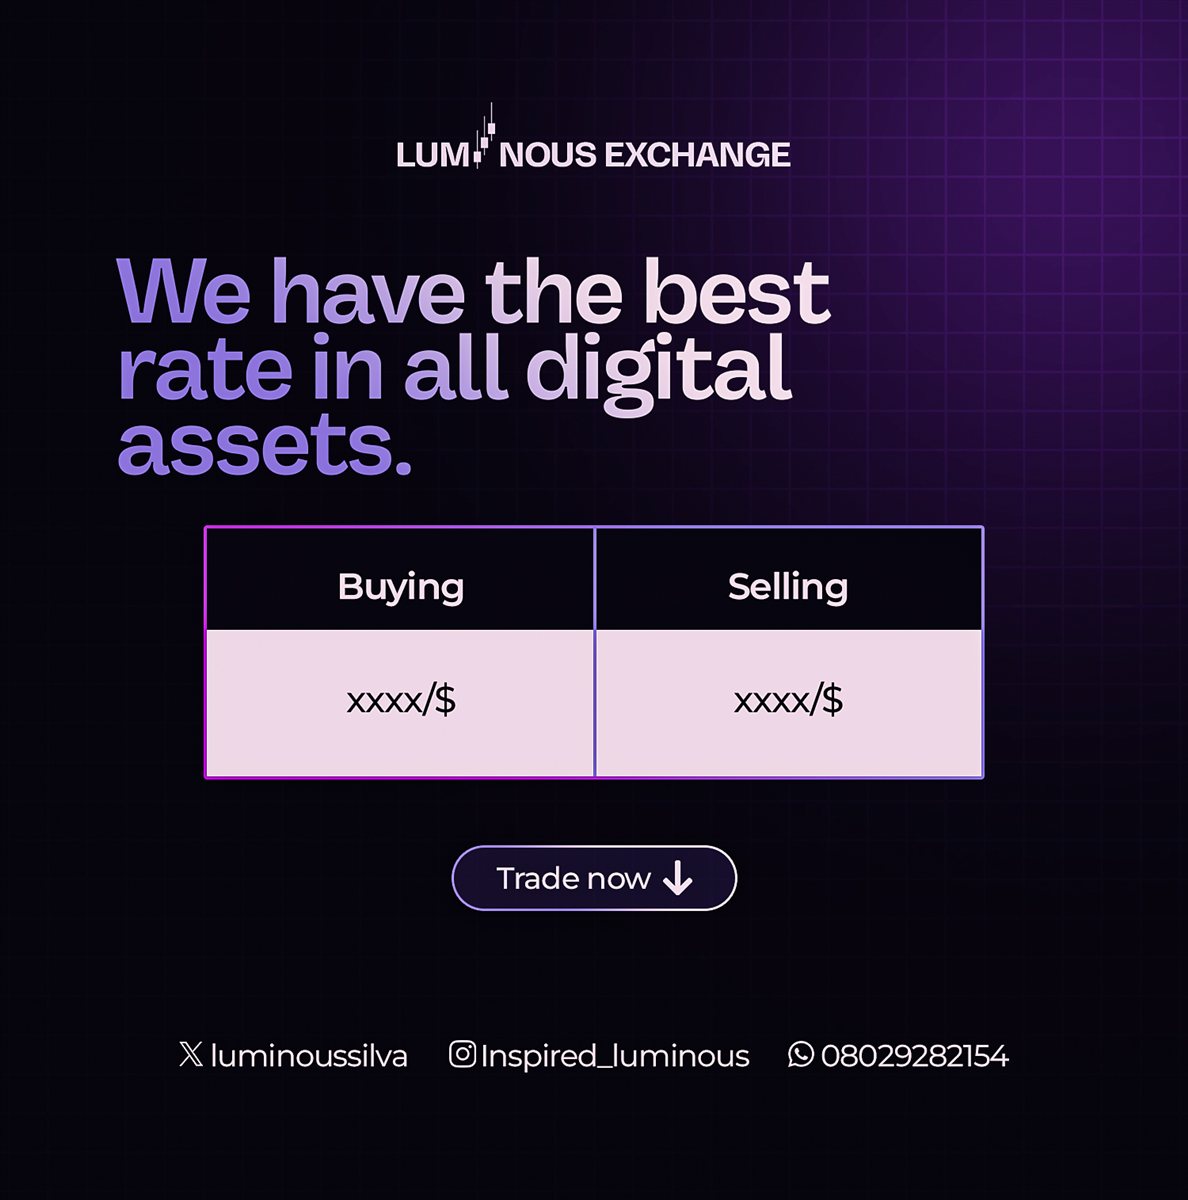 LUMINOUS EXCHANGE
We have the best
rate in all digital
assets.
Buying
Selling
xxxx/$
xxxx/$
Trade now
luminoussilva
Inspired_luminous
08029282154